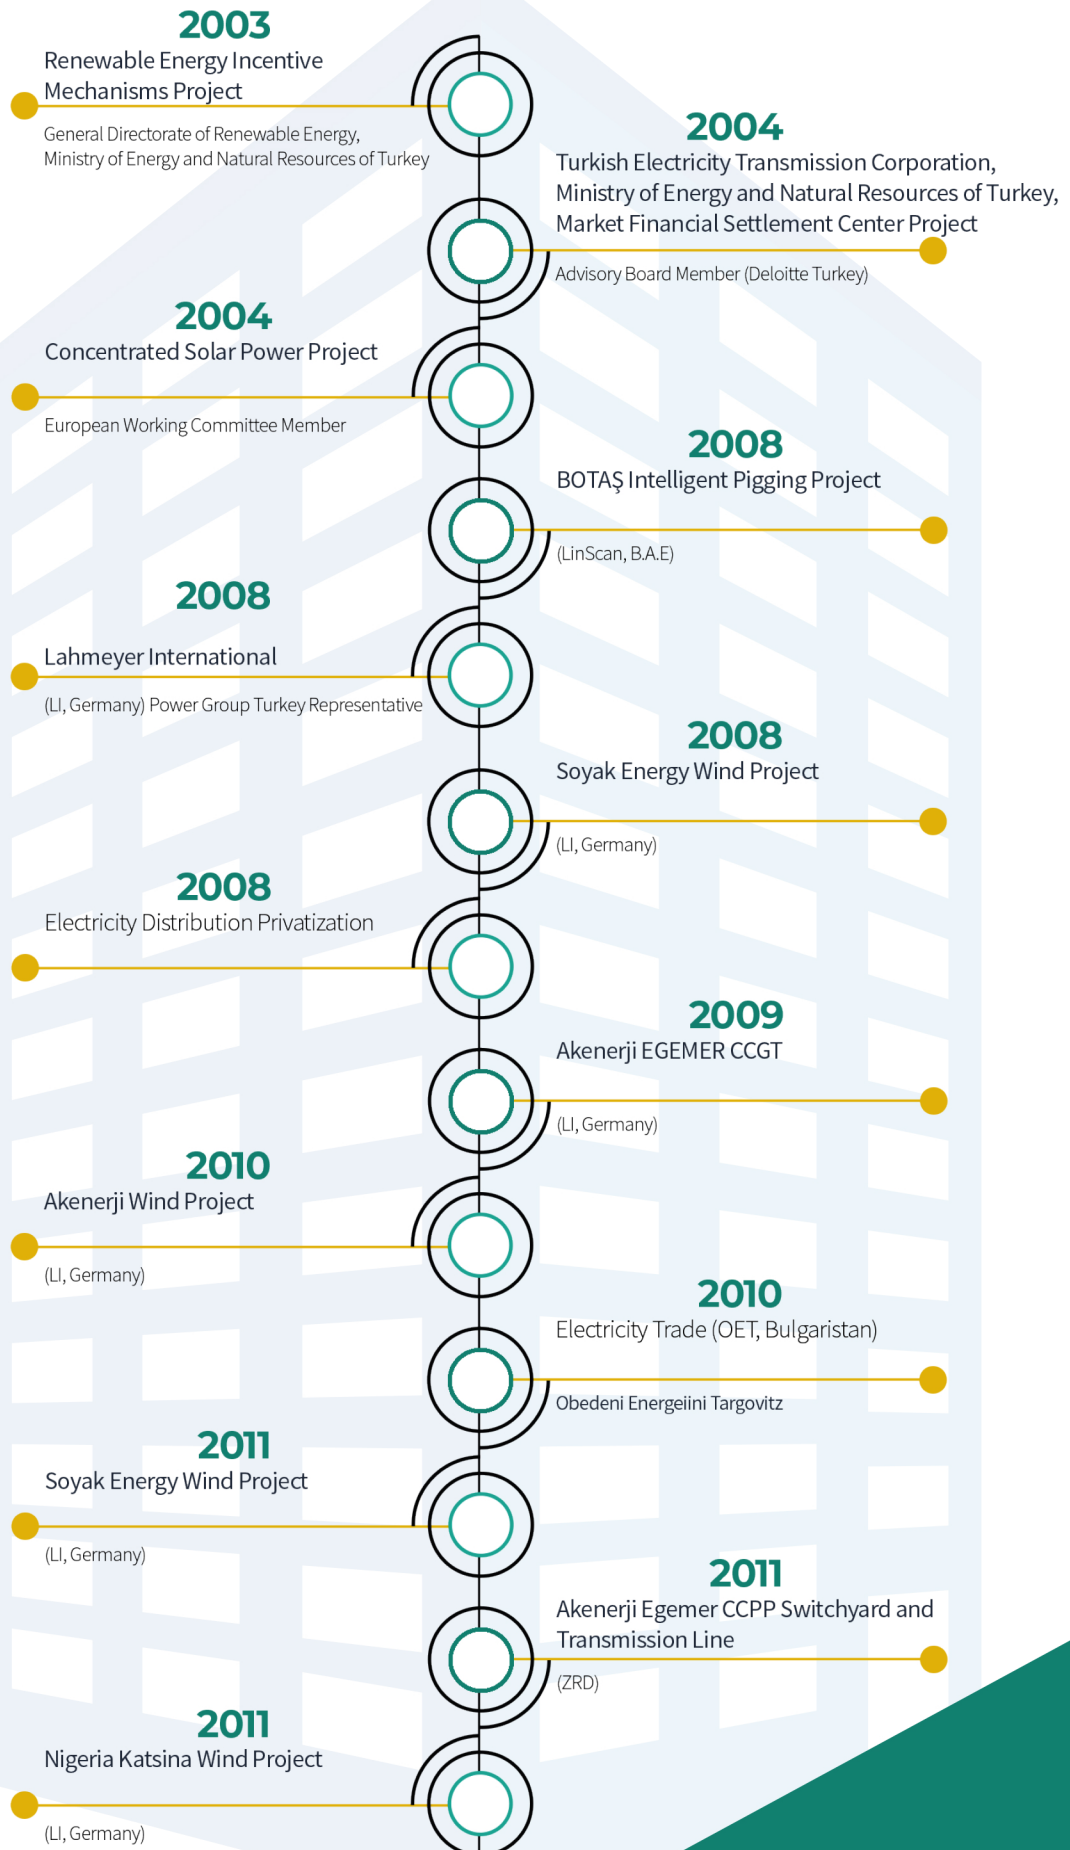 2003
Renewable Energy Incentive
Mechanisms Project
General Directorate of Renewable Energy,
Ministry of Energy and Natural Resources of Turkey
2004
Turkish Electricity Transmission Corporation,
Ministry of Energy and Natural Resources of Turkey,
Market Financial Settlement Center Project
Advisory Board Member (Deloitte Turkey)
2004
Concentrated Solar Power Project
European Working Committee Member
2008
BOTAŞ Intelligent Pigging Project
(LinScan, B.A.E)
2008
Lahmeyer International
(LI, Germany) Power Group Turkey Representative
2008
Soyak Energy Wind Project
(LI, Germany)
2008
Electricity Distribution Privatization
2009
Akenerji EGEMER CCGT
(LI, Germany)
2010
Akenerji Wind Project
(LI, Germany)
2010
Electricity Trade (OET, Bulgaristan)
Obedeni Energeiini Targovitz
2011
Soyak Energy Wind Project
(LI, Germany)
2011
Akenerji Egemer CCPP Switchyard and
Transmission Line
(ZRD)
2011
Nigeria Katsina Wind Project
(LI, Germany)